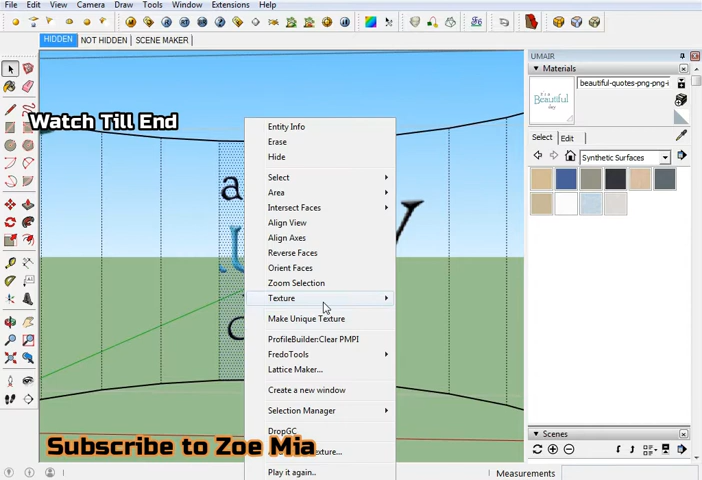 File Edit View Camera Draw Tools Window Extensions Help
HIDDEN NOT HIDDEN SCENE MAKER
UMAIR
Materials
beautiful-quotes-png-png-i
Beautiful
day
Select Edit
Synthetic Surfaces
Watch Till End
a
Entity Info
Erase
Hide
Select
Area
Intersect Faces
Align View
Align Axes
Reverse Faces
Orient Faces
Zoom Selection
Texture
Make Unique Texture
ProfileBuilder:Clear PMPI
FredoTools
Lattice Maker...
Create a new window
Selection Manager
DropGC
Play it again..
Subscribe to Zoe Mia
Scenes
Measurements